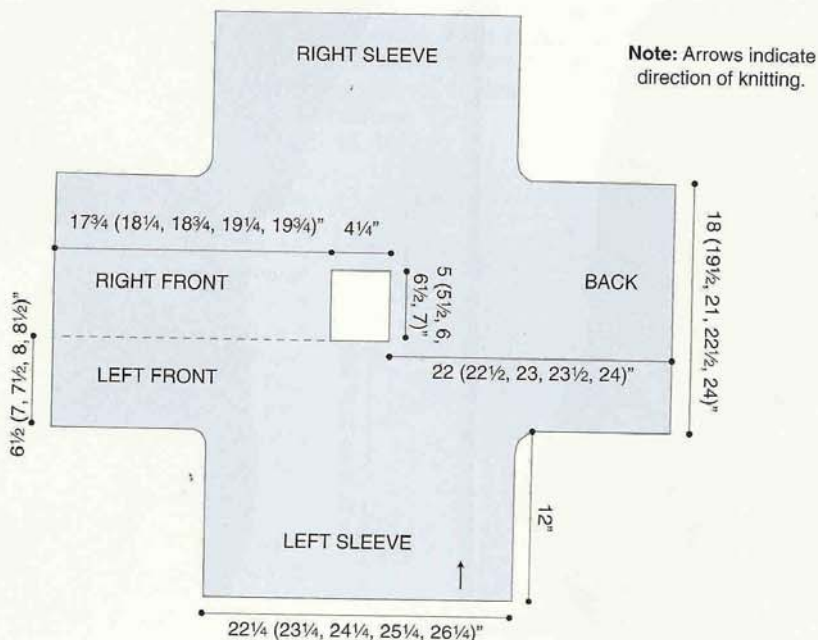 RIGHT SLEEVE
Note: Arrows indicate
direction of knitting.
17¾ (18¼, 18¾, 19¼, 19¾)”
4¼”
RIGHT FRONT
5 (5½, 6,
6½, 7)”
BACK
18 (19½, 21, 22½, 24)”
LEFT FRONT
22 (22½, 23, 23½, 24)”
6½ (7, 7½, 8, 8½)”
12”
LEFT SLEEVE
22¼ (23¼, 24¼, 25¼, 26¼)”